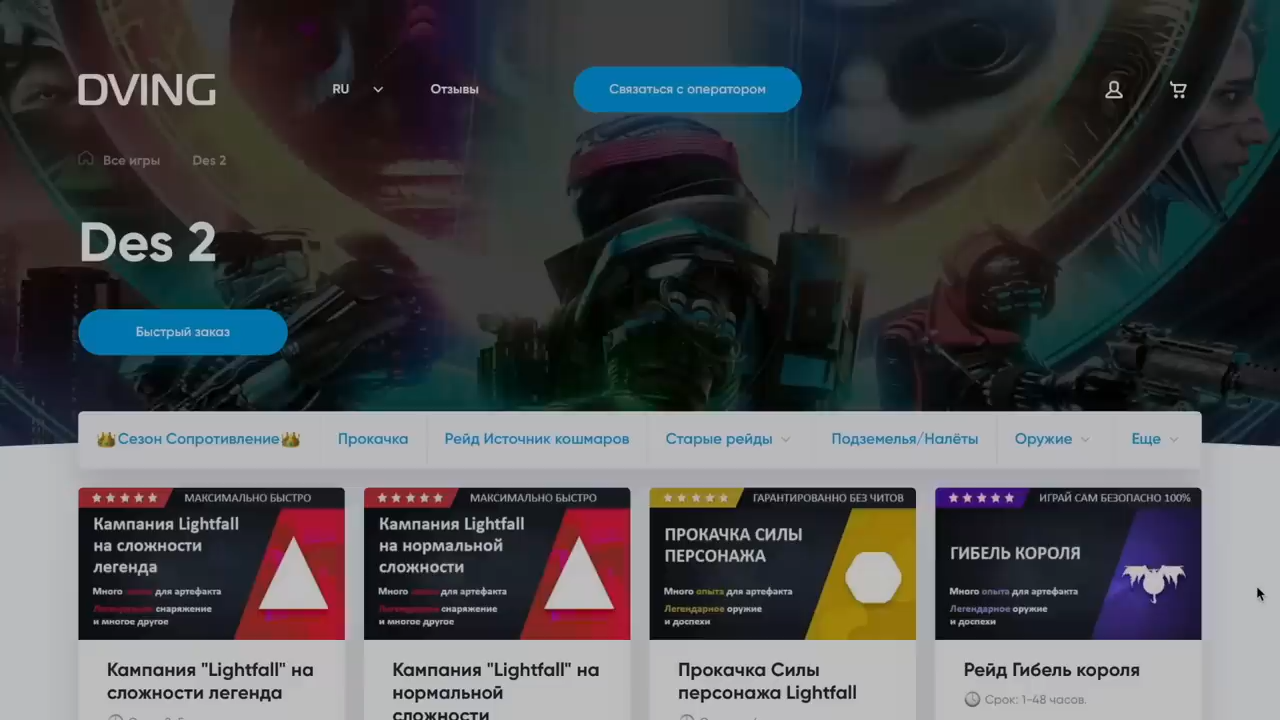 DVING
RU
Отзывы
Связаться с оператором
Все игры
Des 2
Des 2
Быстрый заказ
👑Сезон Сопротивление👑
Прокачка
Рейд Источник кошмаров
Старые рейды
Подземелья/Налёты
Оружие
Еще
МАКСИМАЛЬНО БЫСТРО
Кампания Lightfall
на сложности
легенда
Много опыта для артефакта
Легендарное снаряжение
и многое другое
МАКСИМАЛЬНО БЫСТРО
Кампания Lightfall
на нормальной
сложности
Много опыта для артефакта
Легендарное снаряжение
и многое другое
ГАРАНТИРОВАННО БЕЗ ЧИТОВ
ПРОКАЧКА СИЛЫ
ПЕРСОНАЖА
Много опыта для артефакта
Легендарное оружие
и доспехи
ИГРАЙ САМ БЕЗОПАСНО 100%
ГИБЕЛЬ КОРОЛЯ
Много опыта для артефакта
Легендарное оружие
и доспехи
Кампания "Lightfall" на
сложности легенда
Кампания "Lightfall" на
нормальной
сложности
Прокачка Силы
персонажа Lightfall
Рейд Гибель короля
Срок: 1-48 часов.